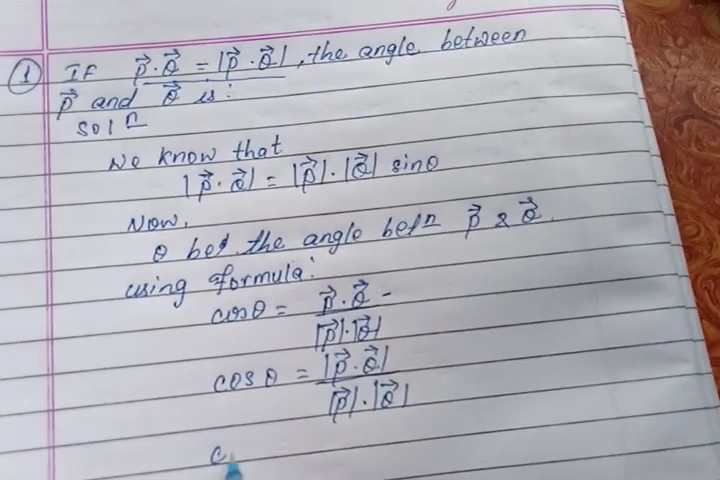 ① IF P⃗·Q⃗ = |P⃗·Q⃗|, the angle between
P⃗ and Q⃗ is:
Solⁿ
We know that
|P⃗·Q⃗| = |P⃗|·|Q⃗| sinθ
Now,
θ be the angle betⁿ P⃗ & Q⃗.
using formula:
cosθ = P⃗·Q⃗ / |P⃗|·|Q⃗|
cosθ = |P⃗·Q⃗| / |P⃗|·|Q⃗|
c